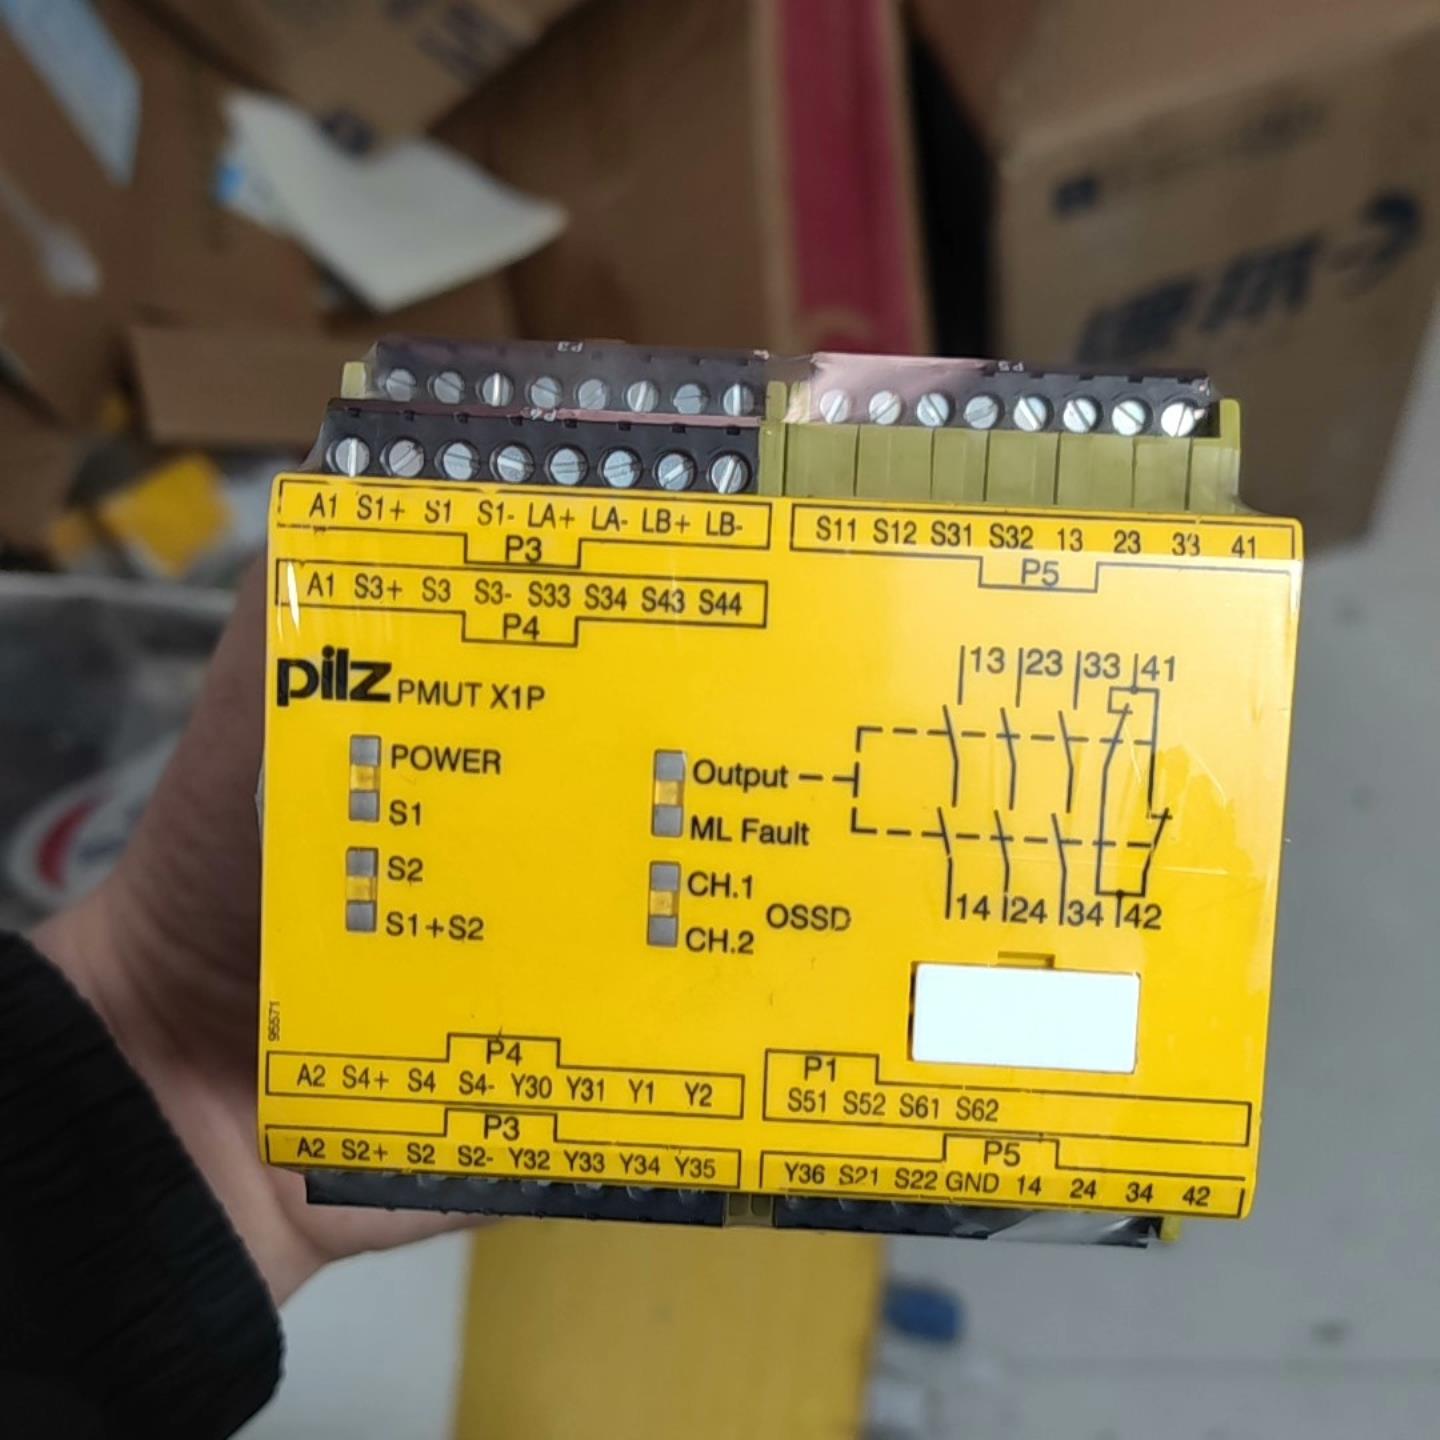 P3
P5
P6
A1 S1+ S1 S1- LA+ LA- LB+ LB-
P3
S11 S12 S31 S32 13 23 33 41
P5
A1 S3+ S3 S3- S33 S34 S43 S44
P4
pilz PMUT X1P
POWER
S1
S2
S1+S2
Output
ML Fault
CH.1
OSSD
CH.2
13 23 33 41
14 24 34 42
95571
P4
A2 S4+ S4 S4- Y30 Y31 Y1 Y2
P3
A2 S2+ S2 S2- Y32 Y33 Y34 Y35
P1
S51 S52 S61 S62
P5
Y36 S21 S22 GND 14 24 34 42